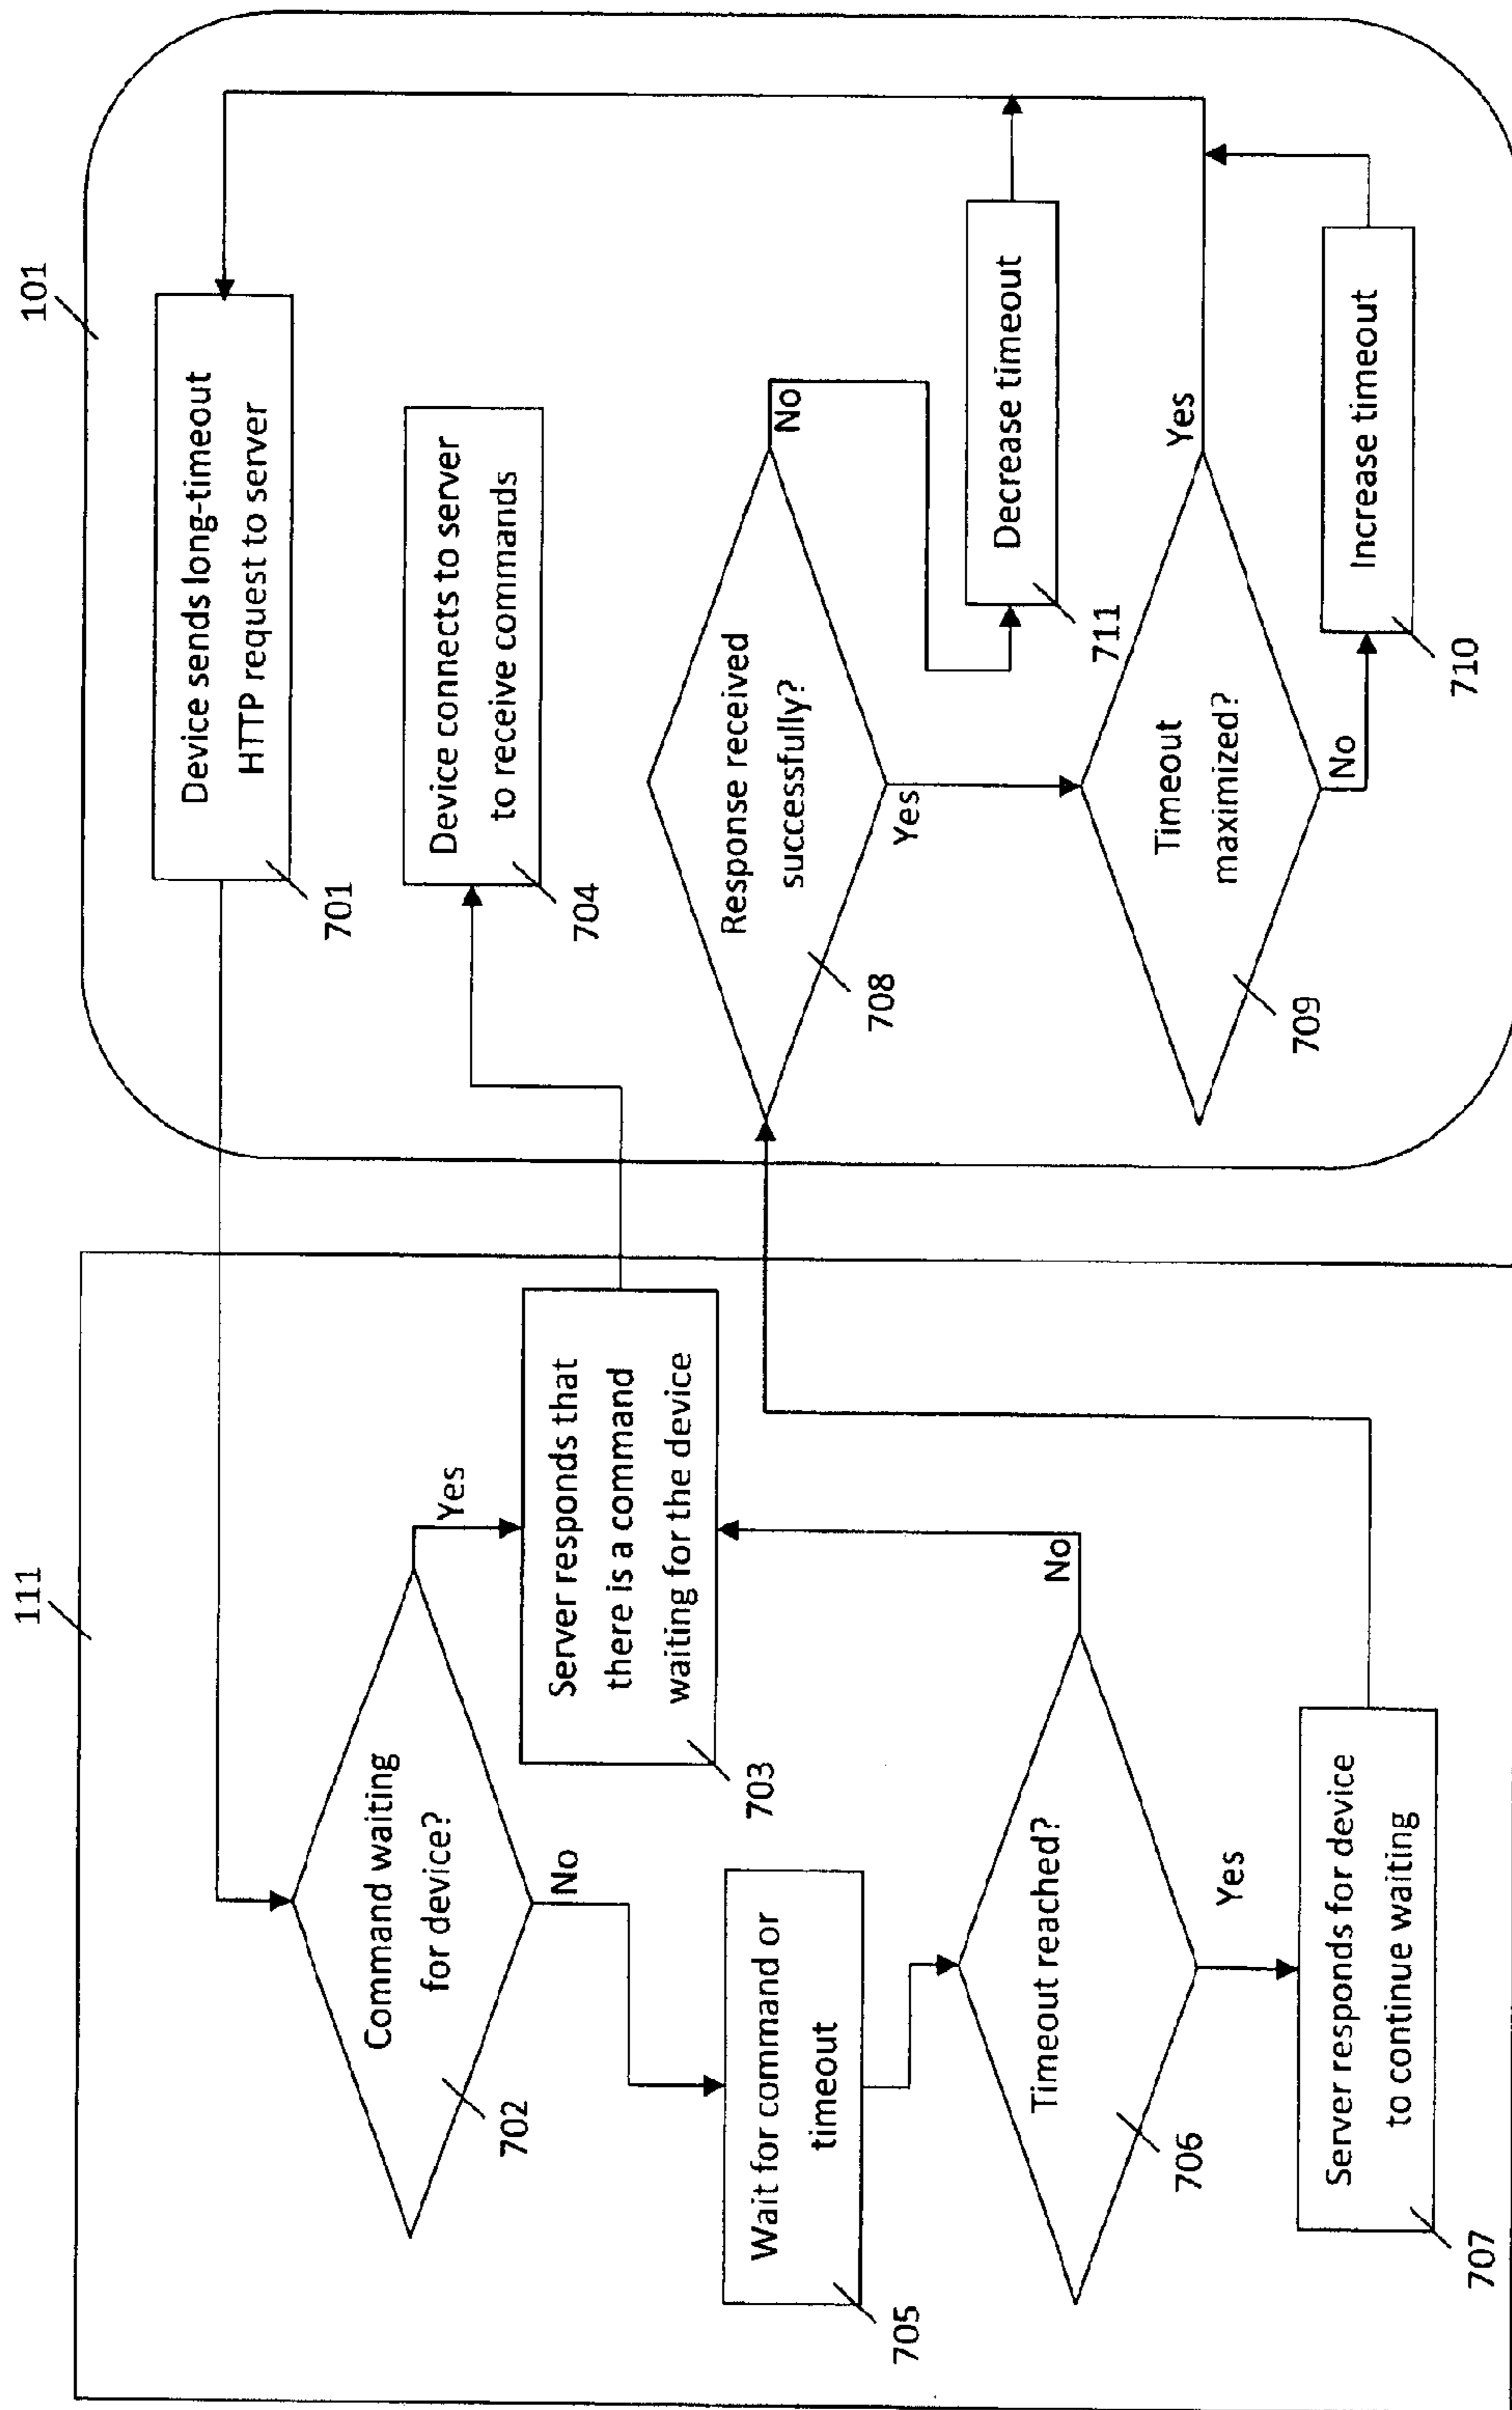 111
101
Command waiting
for device?
702
Yes
No
Server responds that
there is a command
waiting for the device
703
Wait for command or
timeout
705
Timeout reached?
706
No
Yes
Server responds for device
to continue waiting
707
Device sends long-timeout
HTTP request to server
701
Device connects to server
to receive commands
704
Response received
successfully?
708
No
Yes
Decrease timeout
711
Timeout
maximized?
709
Yes
No
Increase timeout
710